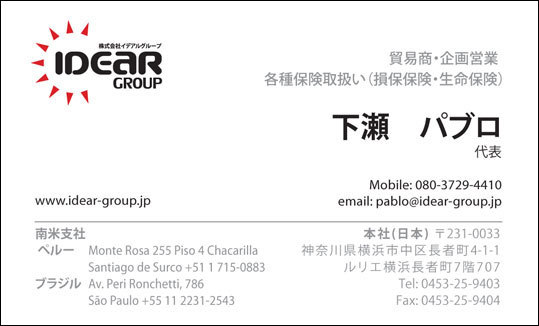 株式会社イデアルグループ
IDEAR
GROUP
貿易商・企画営業
各種保険取扱い（損保保険・生命保険）
下瀬 パブロ
代表
Mobile: 080-3729-4410
www.idear-group.jp
email: pablo@idear-group.jp
南米支社
ペルー Monte Rosa 255 Piso 4 Chacarilla
Santiago de Surco +51 1 715-0883
ブラジル Av. Peri Ronchetti, 786
São Paulo +55 11 2231-2543
本社(日本) 〒231-0033
神奈川県横浜市中区長者町4-1-1
ルリエ横浜長者町7階707
Tel: 0453-25-9403
Fax: 0453-25-9404